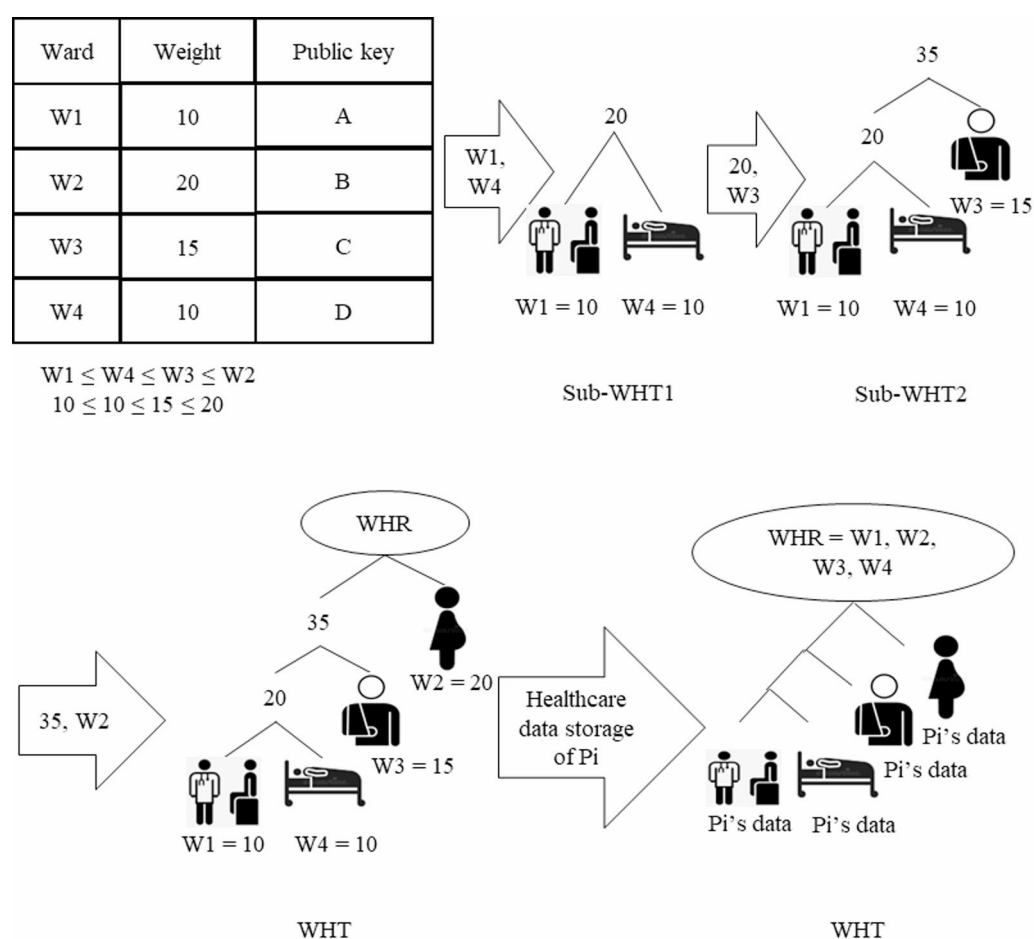 Ward Weight Public key
W1 10 A
W2 20 B
W3 15 C
W4 10 D
W1 ≤ W4 ≤ W3 ≤ W2
10 ≤ 10 ≤ 15 ≤ 20
W1,
W4
20
W1 = 10 W4 = 10
Sub-WHT1
20,
W3
35
20
W3 = 15
W1 = 10 W4 = 10
Sub-WHT2
35, W2
WHR
35
W2 = 20
20
W3 = 15
W1 = 10 W4 = 10
WHT
Healthcare
data storage
of Pi
WHR = W1, W2,
W3, W4
Pi's data
Pi's data
Pi's data Pi's data
WHT